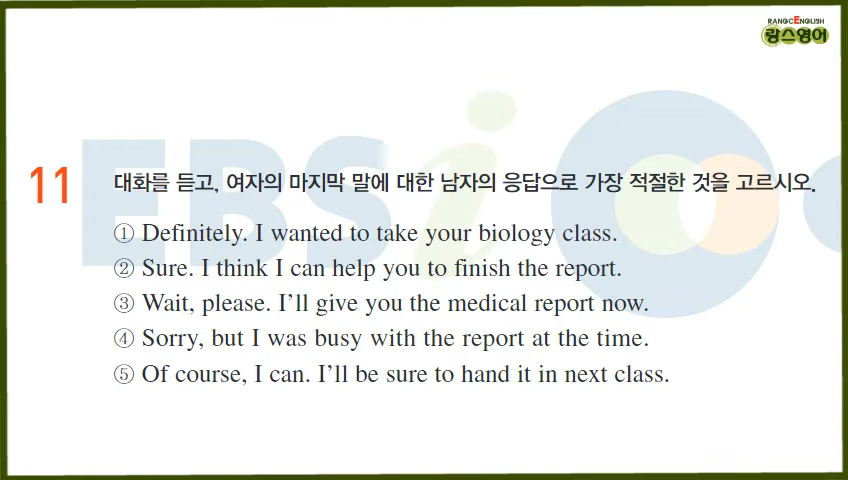 RANGCENGLISH
랑스영어
EBSi
11
대화를 듣고, 여자의 마지막 말에 대한 남자의 응답으로 가장 적절한 것을 고르시오.
① Definitely. I wanted to take your biology class.
② Sure. I think I can help you to finish the report.
③ Wait, please. I’ll give you the medical report now.
④ Sorry, but I was busy with the report at the time.
⑤ Of course, I can. I’ll be sure to hand it in next class.